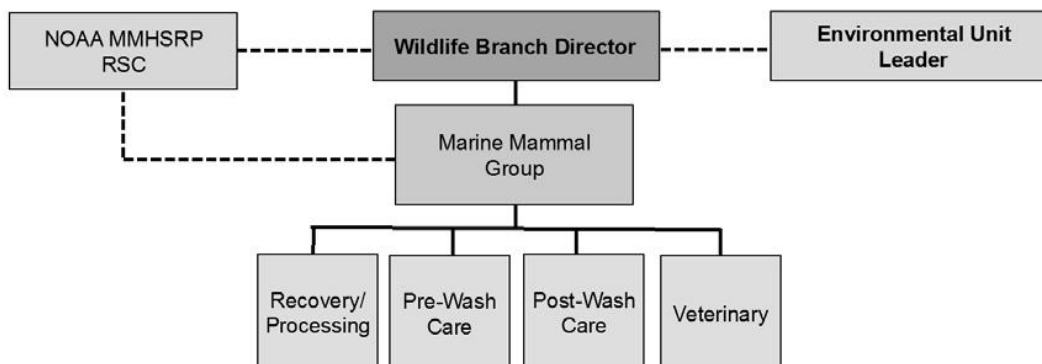 NOAA MMHSRP
RSC
Wildlife Branch Director
Environmental Unit
Leader
Marine Mammal
Group
Recovery/
Processing
Pre-Wash
Care
Post-Wash
Care
Veterinary